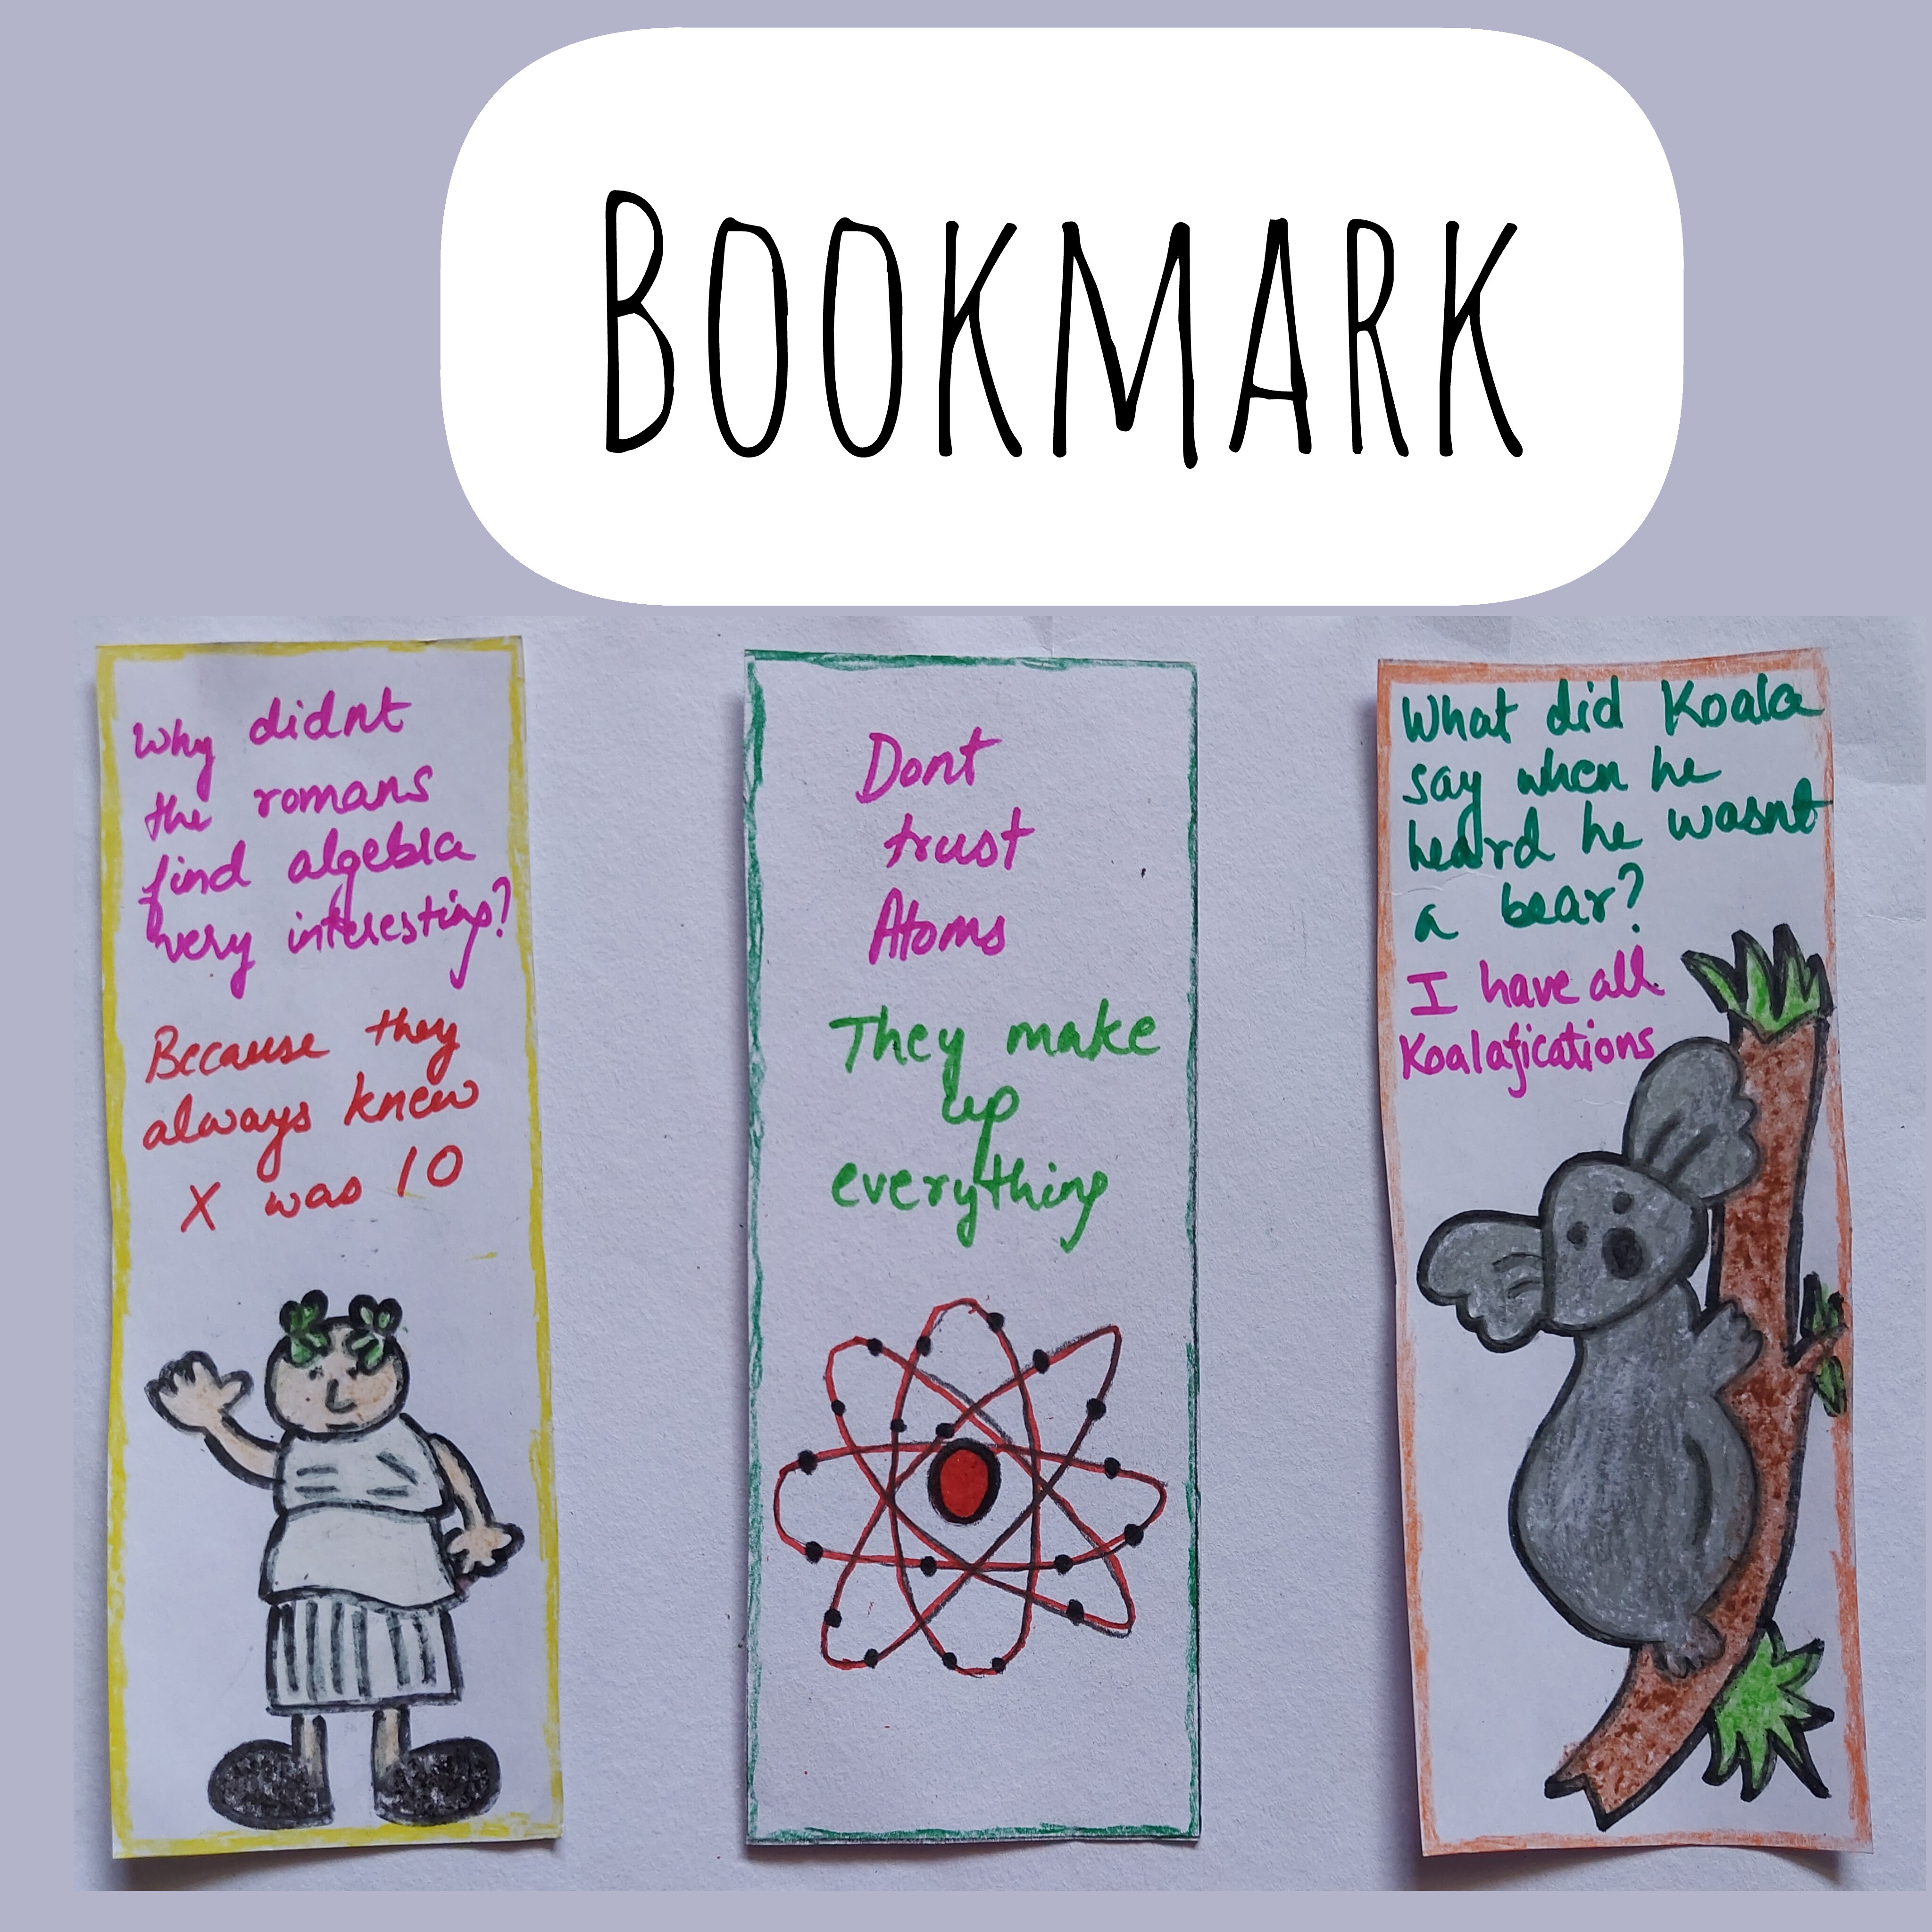 BOOKMARK
Why didnt
the romans
find algebra
very interesting?
Because they
always knew
X was 10
Dont
trust
Atoms
They make
up
everything
What did Koala
say when he
heard he wasnt
a bear?
I have all
Koalafications